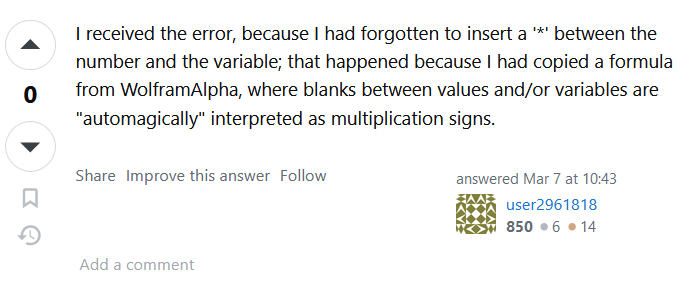 I received the error, because I had forgotten to insert a '*' between the
number and the variable; that happened because I had copied a formula
from WolframAlpha, where blanks between values and/or variables are
"automagically" interpreted as multiplication signs.
0
Share Improve this answer Follow
answered Mar 7 at 10:43
user2961818
850 6 14
Add a comment